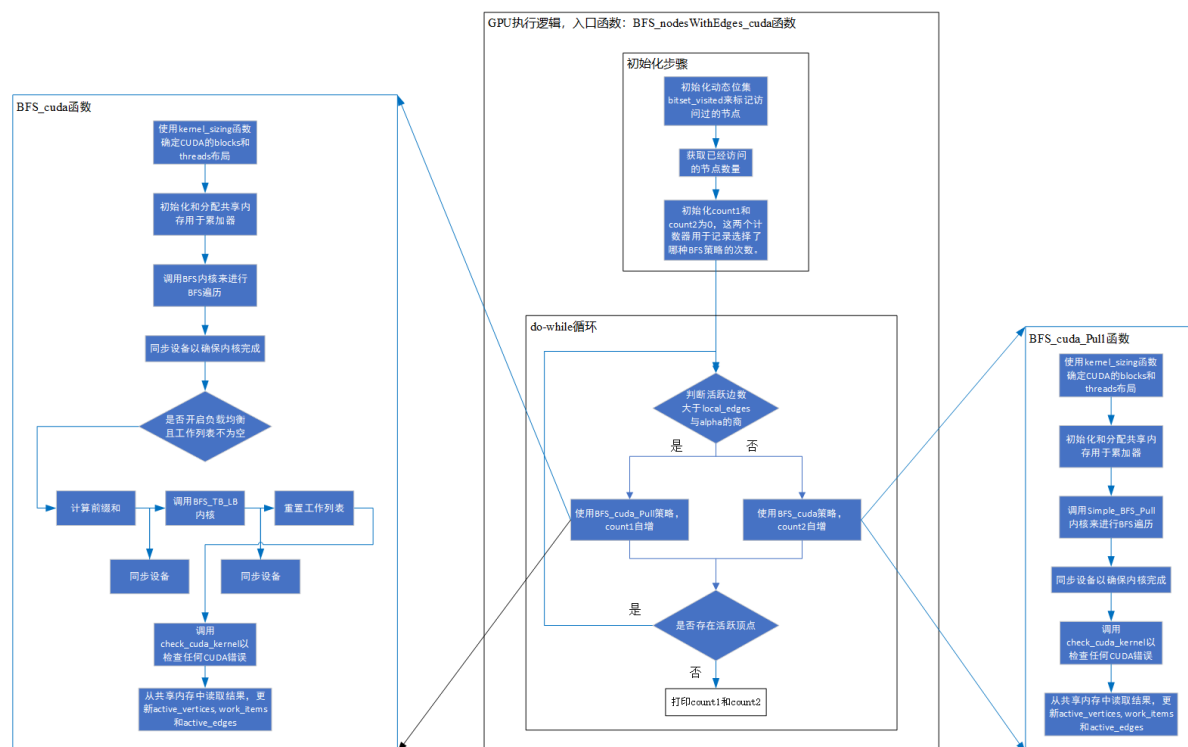 GPU执行逻辑，入口函数：BFS_nodesWithEdges_cuda函数
初始化步骤
初始化动态位集
bitset_visited来标记访
问过的节点
获取已经访问
的节点数量
初始化count1和
count2为0，这两个计
数器用于记录选择了
哪种BFS策略的次数。
do-while循环
判断活跃边数
大于local_edges
与alpha的商
是
否
使用BFS_cuda_Pull策略，
count1自增
使用BFS_cuda策略，
count2自增
是否存在活跃顶点
是
否
打印count1和count2
BFS_cuda函数
使用kernel_sizing函数
确定CUDA的blocks和
threads布局
初始化和分配共享内
存用于累加器
调用BFS内核来进行
BFS遍历
同步设备以确保内核完成
是否开启负载均衡
且工作列表不为空
计算前缀和
调用BFS_TB_LB
内核
重置工作列表
同步设备
同步设备
调用
check_cuda_kernel以
检查任何CUDA错误
从共享内存中读取结果，更
新active_vertices, work_items
和active_edges
BFS_cuda_Pull函数
使用kernel_sizing函数
确定CUDA的blocks和
threads布局
初始化和分配共享内
存用于累加器
调用Simple_BFS_Pull
内核来进行BFS遍历
同步设备以确保内核完成
调用
check_cuda_kernel以
检查任何CUDA错误
从共享内存中读取结果，更
新active_vertices, work_items
和active_edges